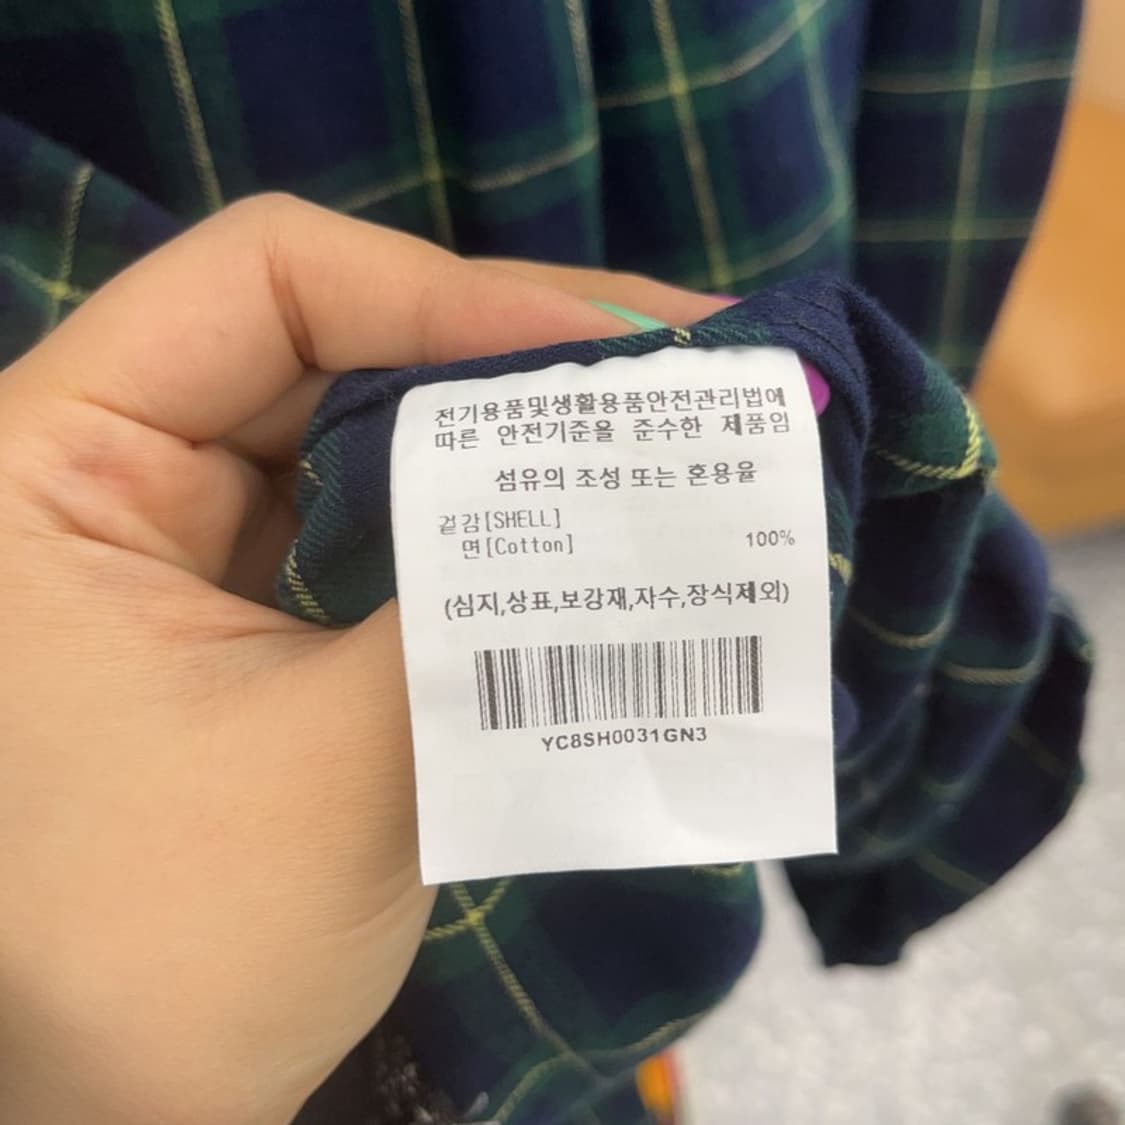 전기용품및생활용품안전관리법에
따른 안전기준을 준수한 제품임
섬유의 조성 또는 혼용율
겉감[SHELL]
면[Cotton] 100%
(심지,상표,보강재,자수,장식제외)
YC8SH0031GN3